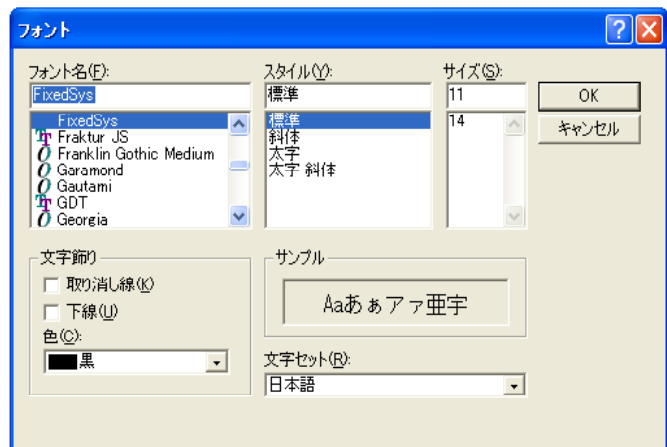 フォント
フォント名(F):
FixedSys
FixedSys
Fraktur JS
Franklin Gothic Medium
Garamond
Gautami
GDT
Georgia
スタイル(Y):
標準
標準
斜体
太字
太字 斜体
サイズ(S):
11
14
OK
キャンセル
文字飾り
取り消し線(K)
下線(U)
色(C):
黒
サンプル
Aaあぁアァ亜宇
文字セット(R):
日本語